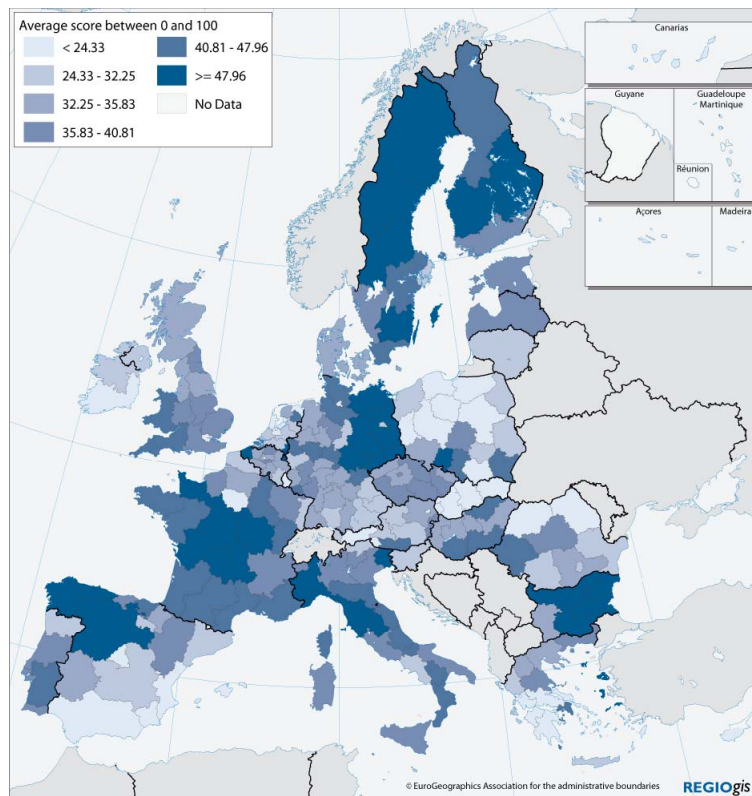 Average score between 0 and 100
< 24.33
24.33 - 32.25
32.25 - 35.83
35.83 - 40.81
40.81 - 47.96
>= 47.96
No Data
Canarias
Guyane
Guadeloupe
Martinique
Réunion
Açores
Madeira
© EuroGeographics Association for the administrative boundaries
REGIOgis